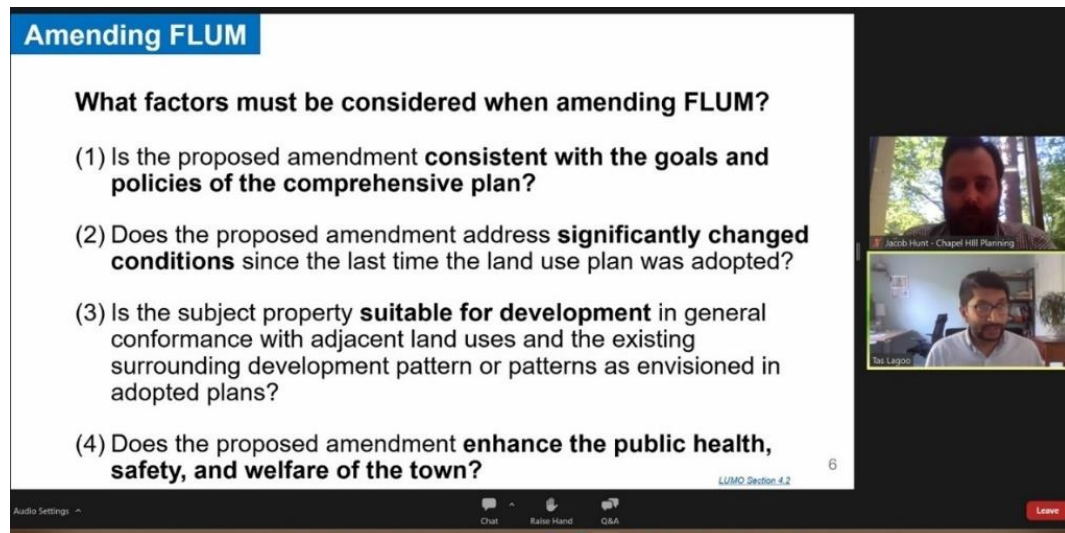 Amending FLUM
What factors must be considered when amending FLUM?
(1) Is the proposed amendment consistent with the goals and
policies of the comprehensive plan?
(2) Does the proposed amendment address significantly changed
conditions since the last time the land use plan was adopted?
(3) Is the subject property suitable for development in general
conformance with adjacent land uses and the existing
surrounding development pattern or patterns as envisioned in
adopted plans?
(4) Does the proposed amendment enhance the public health,
safety, and welfare of the town?
6
LUMO Section 4.2
Jacob Hunt - Chapel Hill Planning
Tas Lagoo
Audio Settings
Chat
Raise Hand
Q&A
Leave